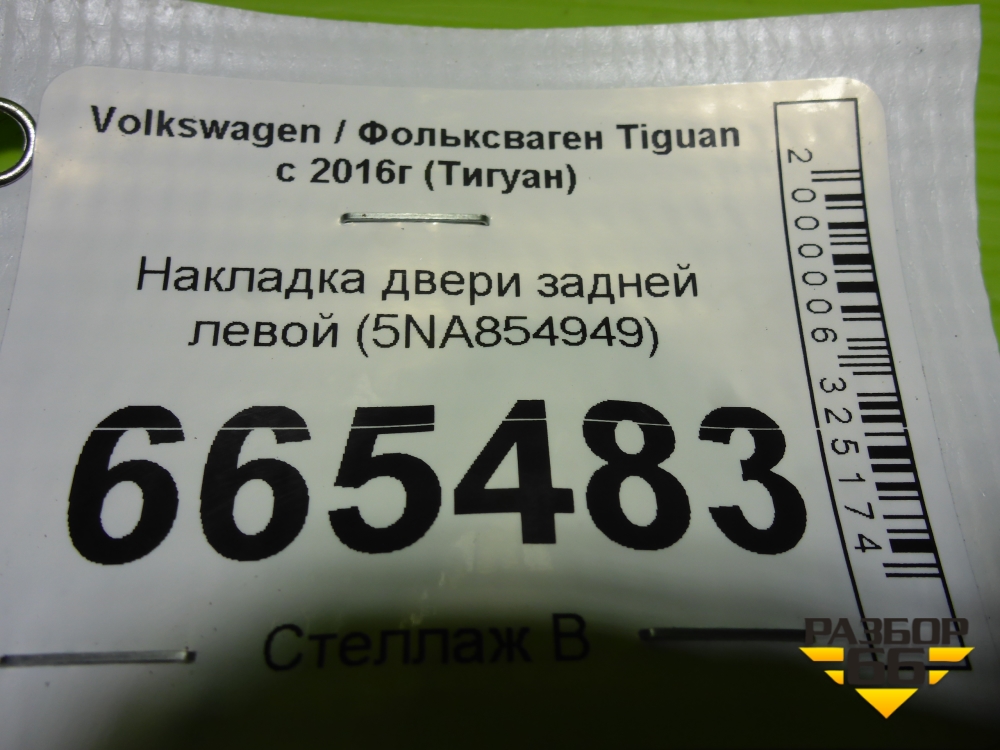 Volkswagen / Фольксваген Tiguan
с 2016г (Тигуан)
Накладка двери задней
левой (5NA854949)
665483
Стеллаж В
2000006325174
РАЗБОР
66